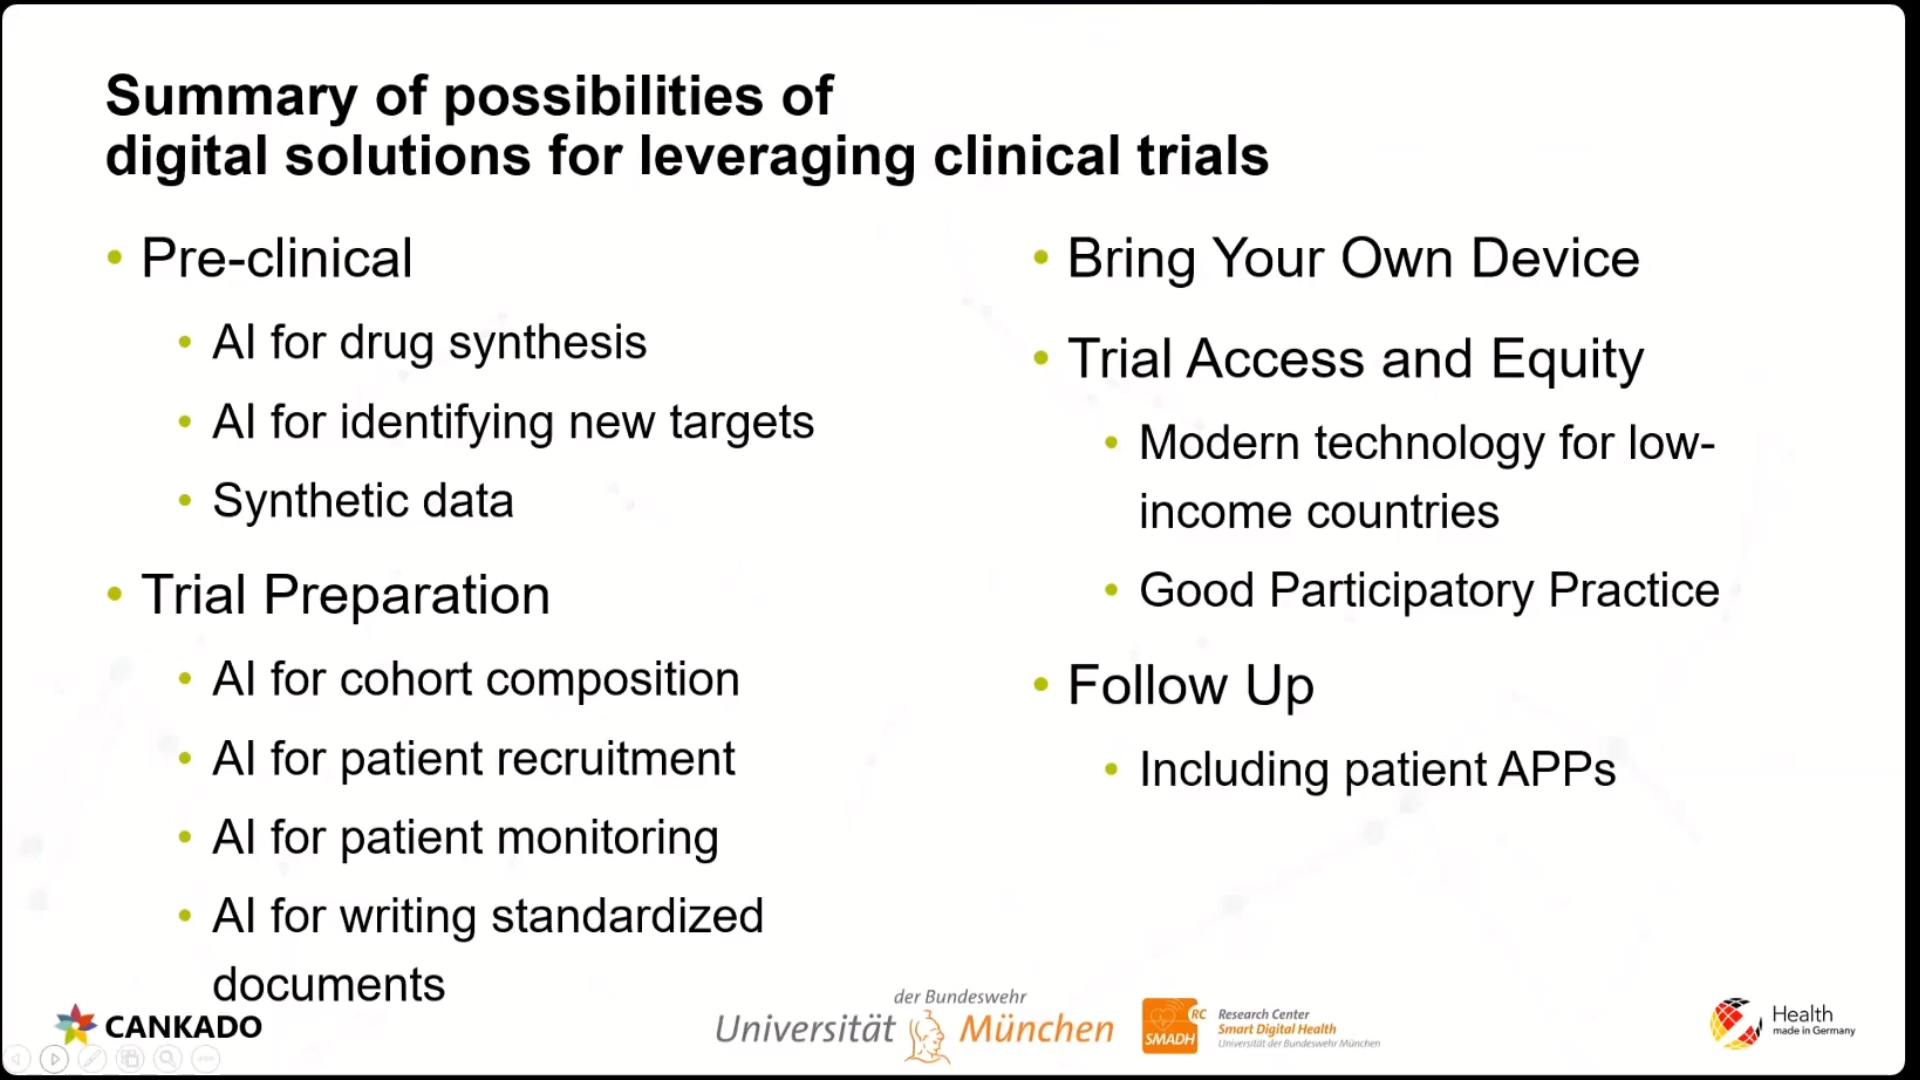 Summary of possibilities of
digital solutions for leveraging clinical trials
• Pre-clinical
• AI for drug synthesis
• AI for identifying new targets
• Synthetic data
• Trial Preparation
• AI for cohort composition
• AI for patient recruitment
• AI for patient monitoring
• AI for writing standardized
documents
• Bring Your Own Device
• Trial Access and Equity
• Modern technology for low-
income countries
• Good Participatory Practice
• Follow Up
• Including patient APPs
CANKADO
der Bundeswehr
Universität München
RC
SMADH
Research Center
Smart Digital Health
Universität der Bundeswehr München
Health
made in Germany